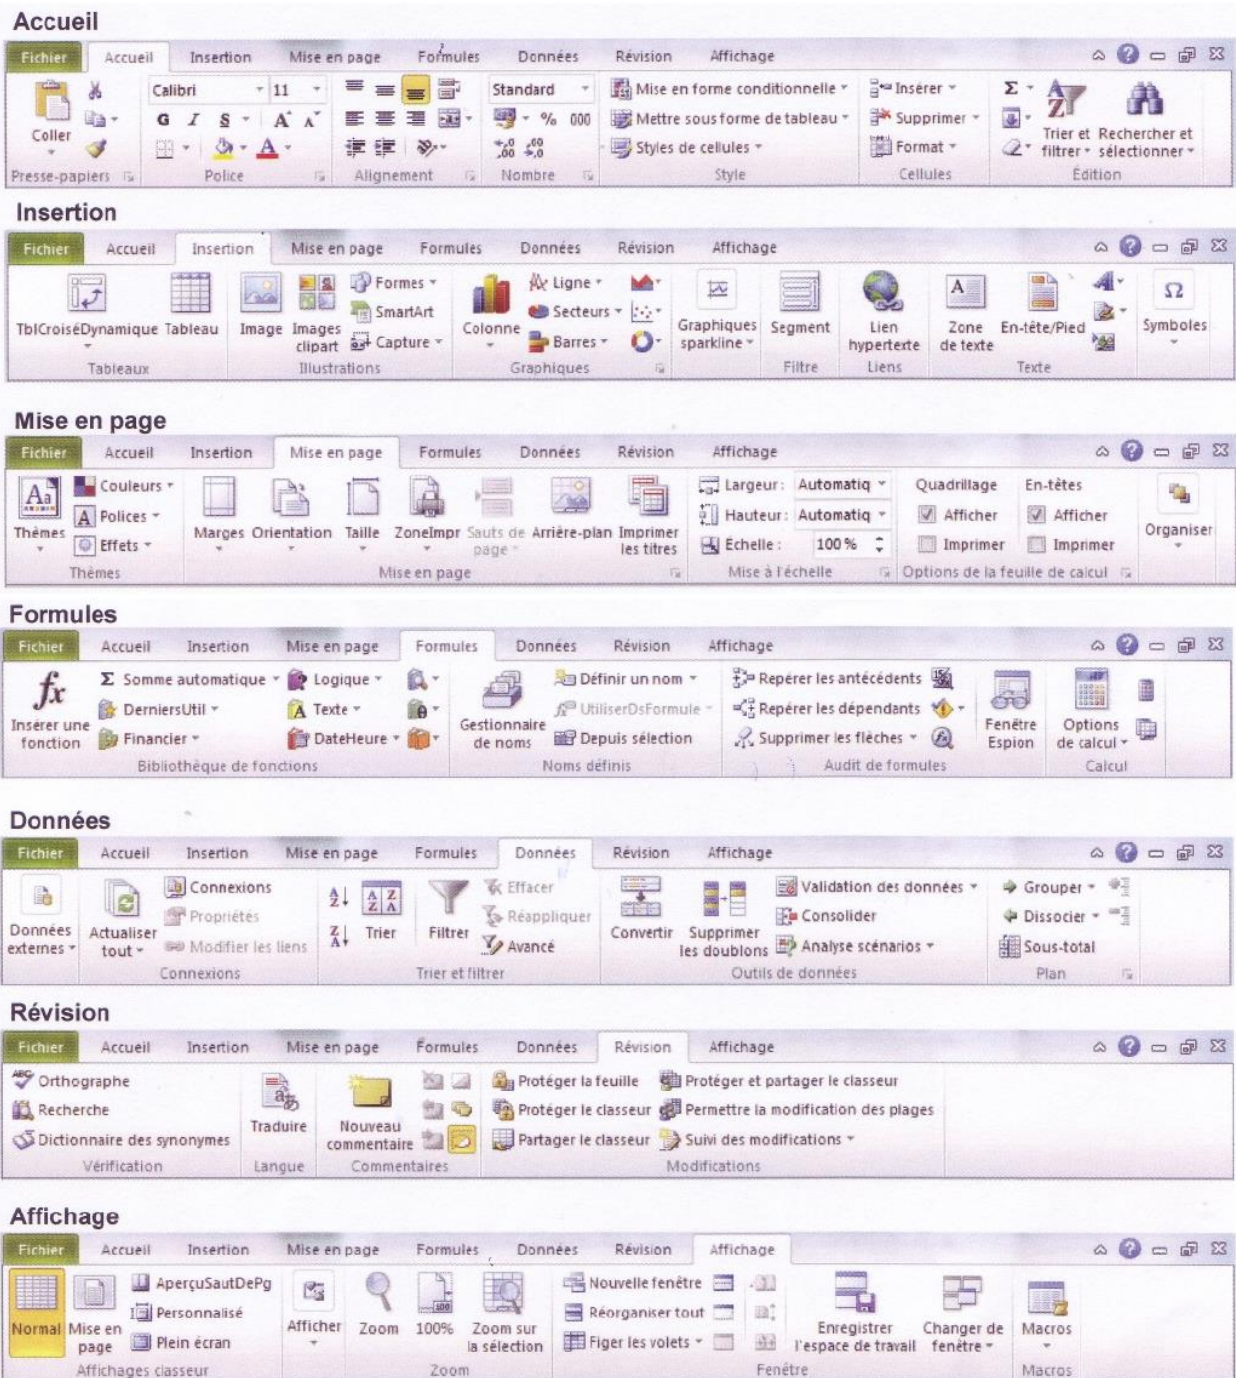 Accueil
Fichier Accueil Insertion Mise en page Formules Données Révision Affichage
Coller
Presse-papiers
Calibri 11
G I S A A
A
Police
Alignement
Standard
% 000
,00 ,00
,00 ,0
Nombre
Mise en forme conditionnelle
Mettre sous forme de tableau
Styles de cellules
Style
Insérer
Supprimer
Format
Cellules
Σ
A
Z
Trier et
filtrer
Rechercher et
sélectionner
Édition
Insertion
Fichier Accueil Insertion Mise en page Formules Données Révision Affichage
TblCroiséDynamique
Tableau
Tableaux
Image
Images
clipart
Formes
SmartArt
Capture
Illustrations
Colonne
Ligne
Secteurs
Barres
Graphiques
Graphiques
sparkline
Segment
Filtre
Lien
hypertexte
Liens
A
Zone
de texte
En-tête/Pied
A
Texte
Ω
Symboles
Mise en page
Fichier Accueil Insertion Mise en page Formules Données Révision Affichage
Aa
Thèmes
Couleurs
A Polices
Effets
Thèmes
Marges
Orientation
Taille
ZoneImpr
Sauts de
page
Arrière-plan
Imprimer
les titres
Mise en page
Largeur : Automatiq
Hauteur : Automatiq
Échelle : 100 %
Mise à l'échelle
Quadrillage En-têtes
Afficher Afficher
Imprimer Imprimer
Options de la feuille de calcul
Organiser
Formules
Fichier Accueil Insertion Mise en page Formules Données Révision Affichage
fx
Insérer une
fonction
Σ Somme automatique
DerniersUtil
Financier
Logique
A Texte
DateHeure
θ
Bibliothèque de fonctions
Gestionnaire
de noms
Définir un nom
UtiliserDsFormule
Depuis sélection
Noms définis
Repérer les antécédents
Repérer les dépendants
Supprimer les flèches
Audit de formules
Fenêtre
Espion
Options
de calcul
Calcul
Données
Fichier Accueil Insertion Mise en page Formules Données Révision Affichage
Données
externes
Actualiser
tout
Connexions
Propriétés
Modifier les liens
Connexions
A
Z
Z
A
A Z
Z A
Trier
Filtrer
Effacer
Réappliquer
Avancé
Trier et filtrer
Convertir
Supprimer
les doublons
Validation des données
Consolider
Analyse scénarios
Outils de données
Grouper
Dissocier
Sous-total
Plan
Révision
Fichier Accueil Insertion Mise en page Formules Données Révision Affichage
ABC
Orthographe
Recherche
Dictionnaire des synonymes
Vérification
a
Traduire
Langue
Nouveau
commentaire
Commentaires
Protéger la feuille
Protéger le classeur
Partager le classeur
Protéger et partager le classeur
Permettre la modification des plages
Suivi des modifications
Modifications
Affichage
Fichier Accueil Insertion Mise en page Formules Données Révision Affichage
Normal
Mise en
page
AperçuSautDePg
Personnalisé
Plein écran
Affichages classeur
Afficher
Zoom
100
100%
Zoom sur
la sélection
Zoom
Nouvelle fenêtre
Réorganiser tout
Figer les volets
Enregistrer
l'espace de travail
Changer de
fenêtre
Fenêtre
Macros
Macros